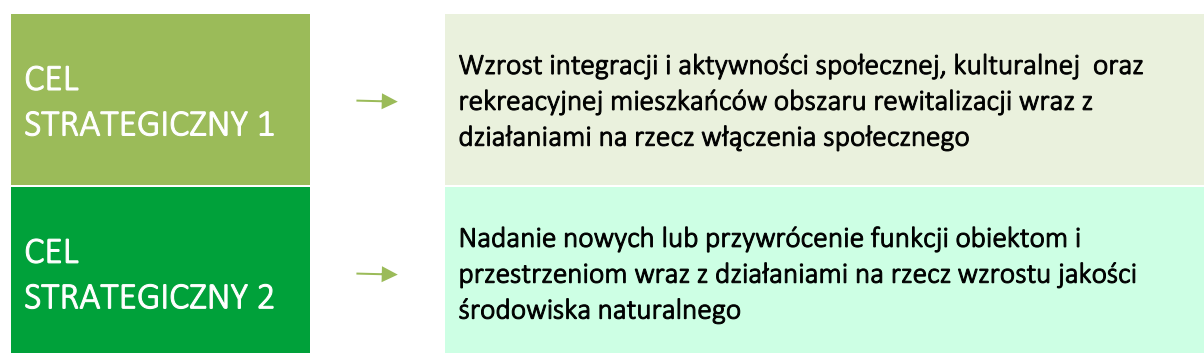 CEL
STRATEGICZNY 1
Wzrost integracji i aktywności społecznej, kulturalnej oraz
rekreacyjnej mieszkańców obszaru rewitalizacji wraz z
działaniami na rzecz włączenia społecznego
CEL
STRATEGICZNY 2
Nadanie nowych lub przywrócenie funkcji obiektom i
przestrzeniom wraz z działaniami na rzecz wzrostu jakości
środowiska naturalnego